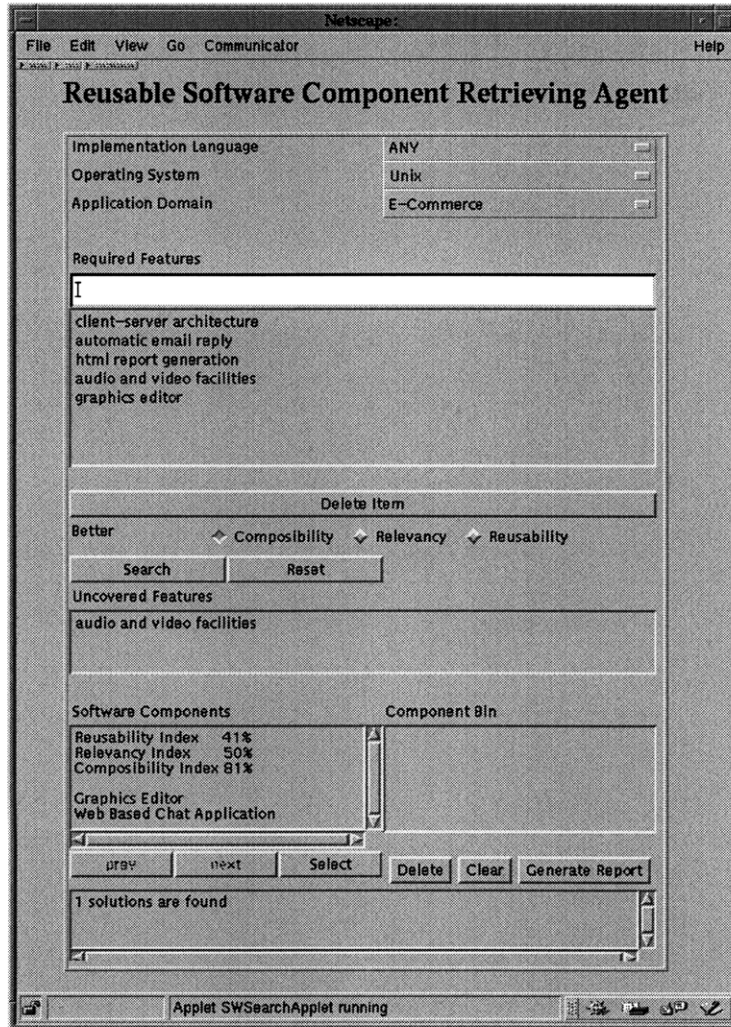 Netscape:
File Edit View Go Communicator Help
Reusable Software Component Retrieving Agent
Implementation Language ANY
Operating System Unix
Application Domain E-Commerce
Required Features
client-server architecture
automatic email reply
html report generation
audio and video facilities
graphics editor
Delete Item
Better Composibility Relevancy Reusability
Search Reset
Uncovered Features
audio and video facilities
Software Components Component Bin
Reusability Index 41%
Relevancy Index 50%
Composibility Index 81%
Graphics Editor
Web Based Chat Application
prev next Select Delete Clear Generate Report
1 solutions are found
Applet SWSearchApplet running